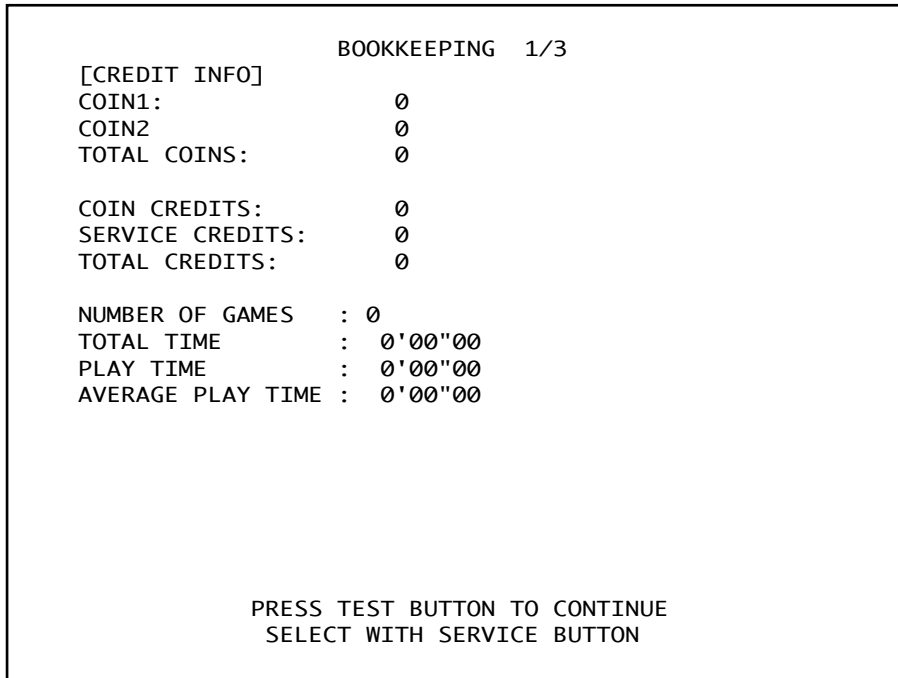 BOOKKEEPING 1/3
[CREDIT INFO]
COIN1: 0
COIN2 0
TOTAL COINS: 0
COIN CREDITS: 0
SERVICE CREDITS: 0
TOTAL CREDITS: 0
NUMBER OF GAMES : 0
TOTAL TIME : 0'00"00
PLAY TIME : 0'00"00
AVERAGE PLAY TIME : 0'00"00
PRESS TEST BUTTON TO CONTINUE
SELECT WITH SERVICE BUTTON